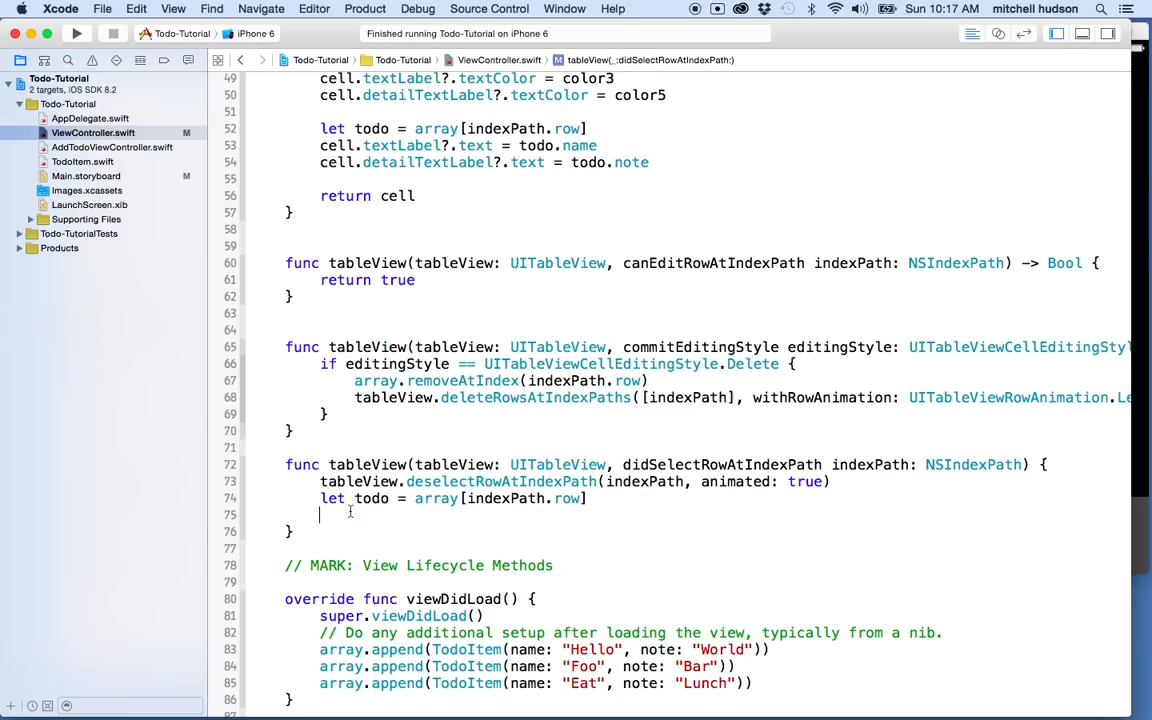 Xcode File Edit View Find Navigate Editor Product Debug Source Control Window Help Sun 10:17 AM mitchell hudson
Todo-Tutorial iPhone 6 Finished running Todo-Tutorial on iPhone 6
Todo-Tutorial Todo-Tutorial ViewController.swift M tableView(_:didSelectRowAtIndexPath:)
Todo-Tutorial
2 targets, iOS SDK 8.2
Todo-Tutorial
AppDelegate.swift
ViewController.swift M
AddTodoViewController.swift
TodoItem.swift
Main.storyboard M
Images.xcassets
LaunchScreen.xib
Supporting Files
Todo-TutorialTests
Products
49 cell.textLabel?.textColor = color3
50 cell.detailTextLabel?.textColor = color5
51
52 let todo = array[indexPath.row]
53 cell.textLabel?.text = todo.name
54 cell.detailTextLabel?.text = todo.note
55
56 return cell
57 }
58
59
60 func tableView(tableView: UITableView, canEditRowAtIndexPath indexPath: NSIndexPath) -> Bool {
61 return true
62 }
63
64
65 func tableView(tableView: UITableView, commitEditingStyle editingStyle: UITableViewCellEditingStyl
66 if editingStyle == UITableViewCellEditingStyle.Delete {
67 array.removeAtIndex(indexPath.row)
68 tableView.deleteRowsAtIndexPaths([indexPath], withRowAnimation: UITableViewRowAnimation.Le
69 }
70 }
71
72 func tableView(tableView: UITableView, didSelectRowAtIndexPath indexPath: NSIndexPath) {
73 tableView.deselectRowAtIndexPath(indexPath, animated: true)
74 let todo = array[indexPath.row]
75
76 }
77
78 // MARK: View Lifecycle Methods
79
80 override func viewDidLoad() {
81 super.viewDidLoad()
82 // Do any additional setup after loading the view, typically from a nib.
83 array.append(TodoItem(name: "Hello", note: "World"))
84 array.append(TodoItem(name: "Foo", note: "Bar"))
85 array.append(TodoItem(name: "Eat", note: "Lunch"))
86 }
87